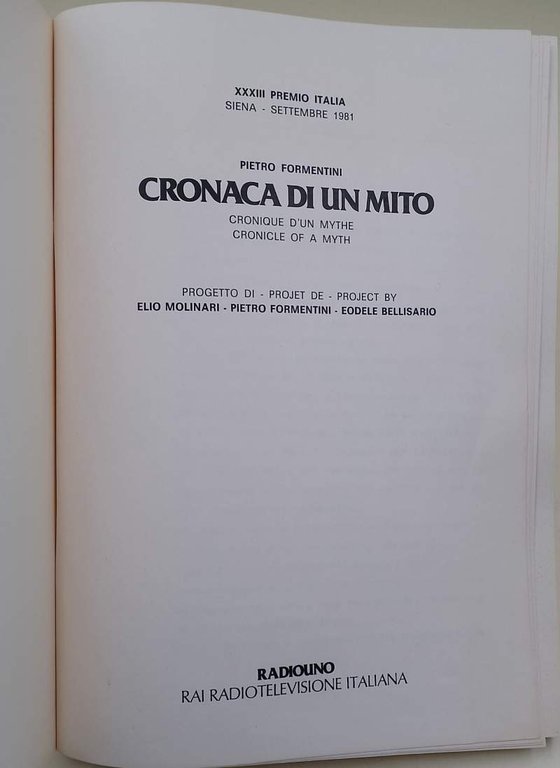 XXXIII PREMIO ITALIA
SIENA - SETTEMBRE 1981
PIETRO FORMENTINI
CRONACA DI UN MITO
CRONIQUE D'UN MYTHE
CRONICLE OF A MYTH
PROGETTO DI - PROJET DE - PROJECT BY
ELIO MOLINARI - PIETRO FORMENTINI - EODELE BELLISARIO
RADIOUNO
RAI RADIOTELEVISIONE ITALIANA